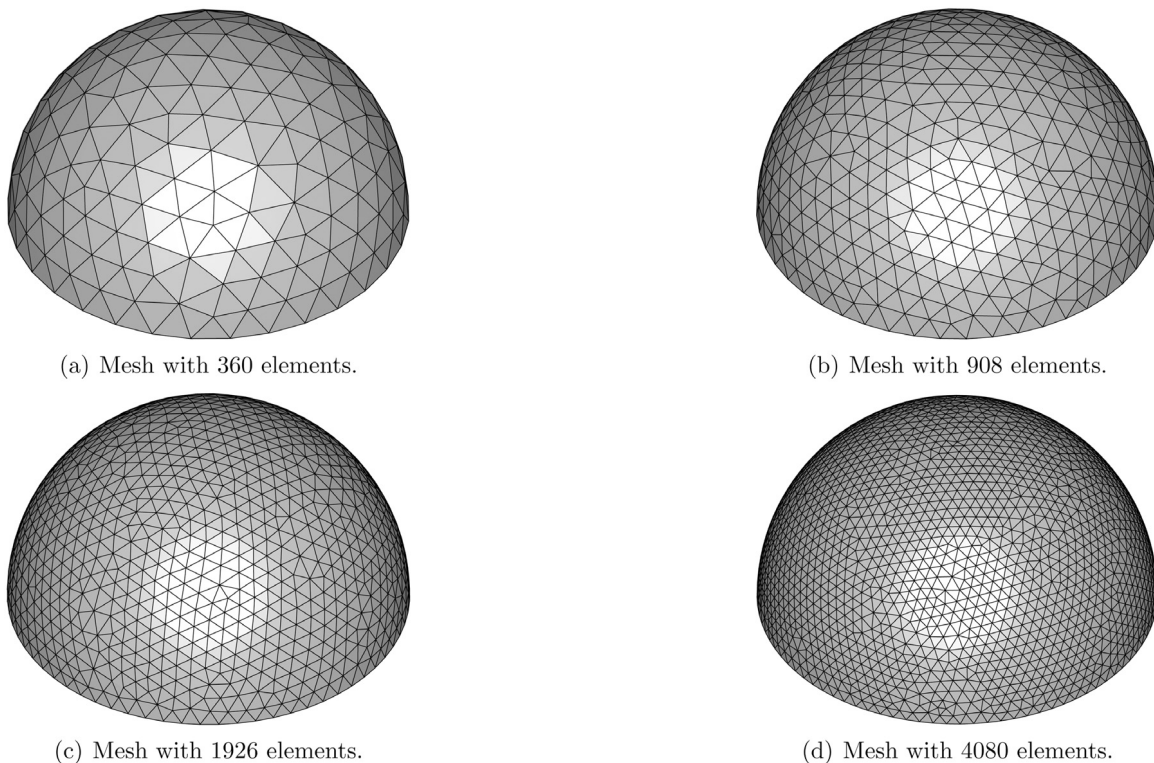 (a) Mesh with 360 elements.
(b) Mesh with 908 elements.
(c) Mesh with 1926 elements.
(d) Mesh with 4080 elements.